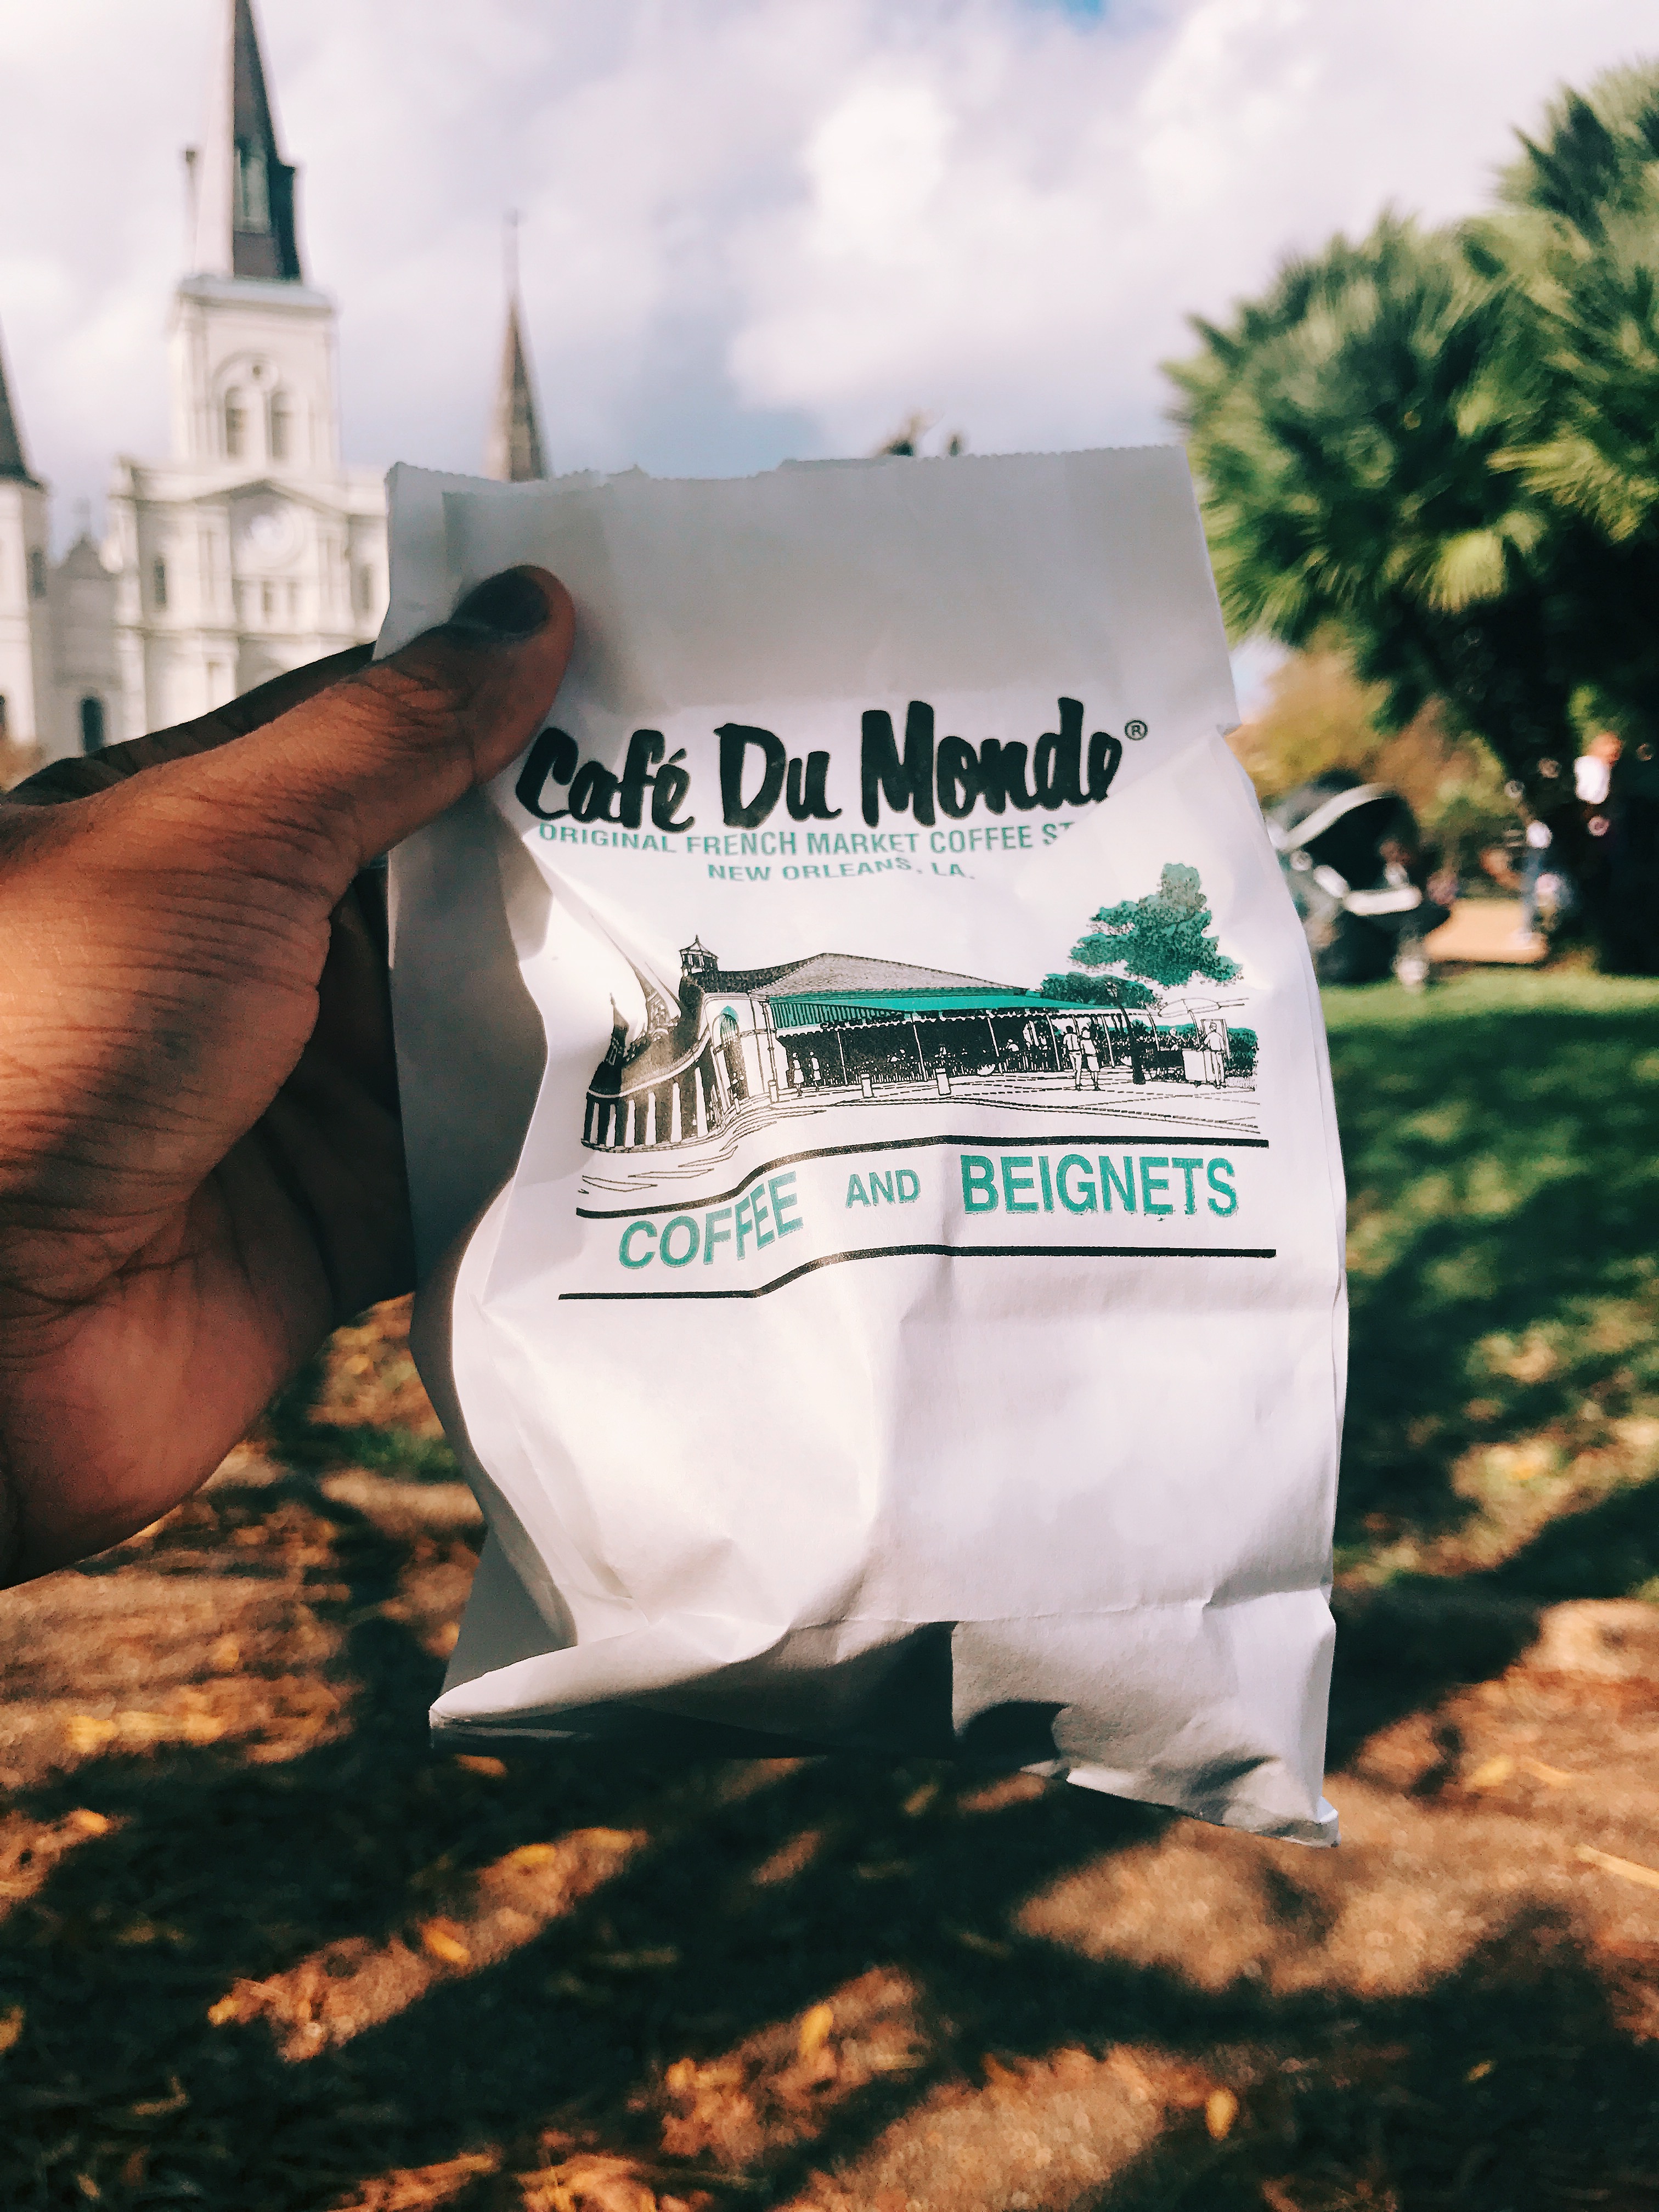 Café Du Monde®
ORIGINAL FRENCH MARKET COFFEE
NEW ORLEANS, LA.
COFFEE AND BEIGNETS